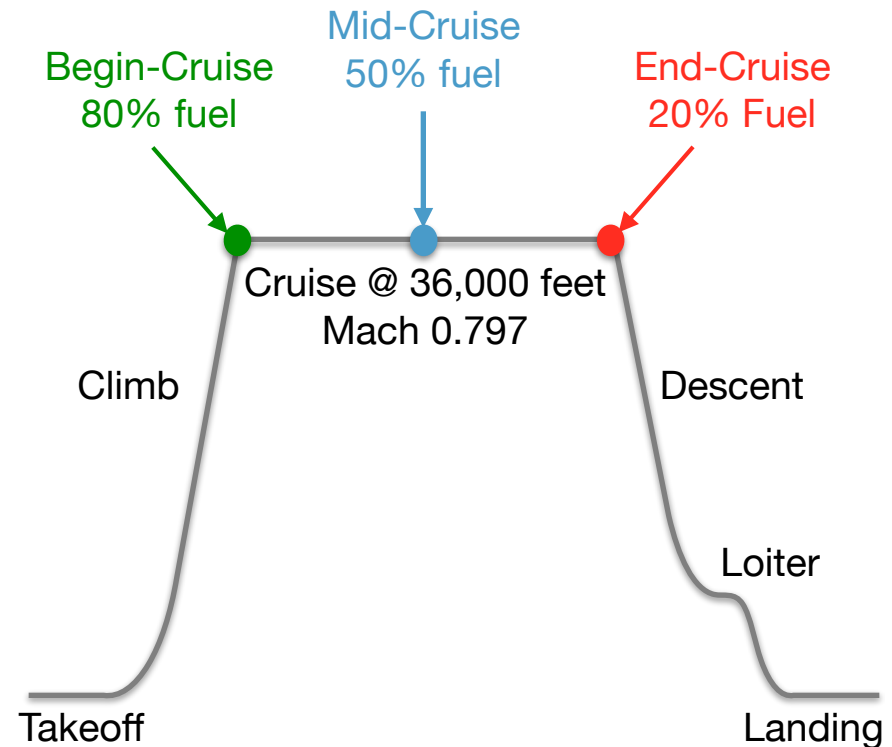 Mid-Cruise
50% fuel
Begin-Cruise
80% fuel
End-Cruise
20% Fuel
Cruise @ 36,000 feet
Mach 0.797
Climb
Descent
Loiter
Takeoff
Landing